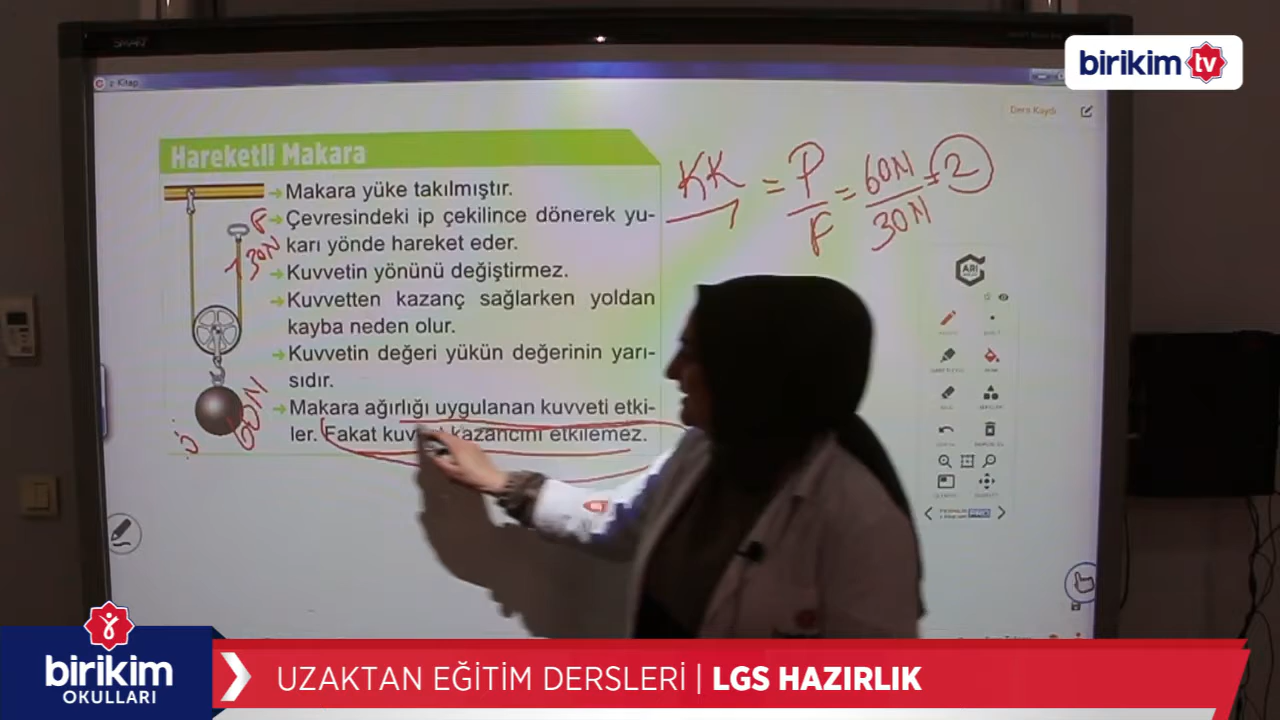 SMART
birikim tv
z-Kitap
Ders Kaydı
Hareketli Makara
Makara yüke takılmıştır.
Çevresindeki ip çekilince dönerek yu-
karı yönde hareket eder.
Kuvvetin yönünü değiştirmez.
Kuvvetten kazanç sağlarken yoldan
kayba neden olur.
Kuvvetin değeri yükün değerinin yarı-
sıdır.
Makara ağırlığı uygulanan kuvveti etki-
ler. Fakat kuvvet kazancını etkilemez.
F
30N
60N
KK = P/F = 60N/30N = 2
ARI
birikim
OKULLARI
UZAKTAN EĞİTİM DERSLERİ | LGS HAZIRLIK